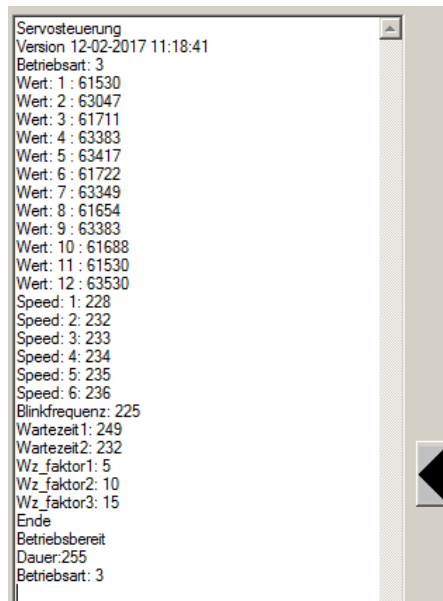 Servosteuerung
Version 12-02-2017 11:18:41
Betriebsart: 3
Wert: 1 : 61530
Wert: 2 : 63047
Wert: 3 : 61711
Wert: 4 : 63383
Wert: 5 : 63417
Wert: 6 : 61722
Wert: 7 : 63349
Wert: 8 : 61654
Wert: 9 : 63383
Wert: 10 : 61688
Wert: 11 : 61530
Wert: 12 : 63530
Speed: 1: 228
Speed: 2: 232
Speed: 3: 233
Speed: 4: 234
Speed: 5: 235
Speed: 6: 236
Blinkfrequenz: 225
Wartezeit1: 249
Wartezeit2: 232
Wz_faktor1: 5
Wz_faktor2: 10
Wz_faktor3: 15
Ende
Betriebsbereit
Dauer:255
Betriebsart: 3